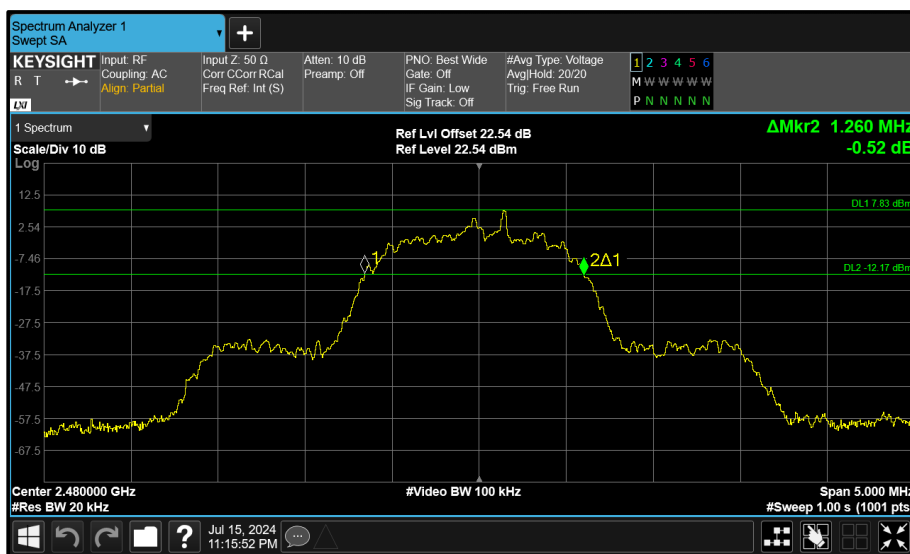 Spectrum Analyzer 1
Swept SA
+
KEYSIGHT
R T
LXI
Input: RF
Coupling: AC
Align: Partial
Input Z: 50 Ω
Corr CCorr RCal
Freq Ref: Int (S)
Atten: 10 dB
Preamp: Off
PNO: Best Wide
Gate: Off
IF Gain: Low
Sig Track: Off
#Avg Type: Voltage
Avg|Hold: 20/20
Trig: Free Run
1 2 3 4 5 6
M W W W W W
P N N N N N
1 Spectrum
Scale/Div 10 dB
Log
Ref Lvl Offset 22.54 dB
Ref Level 22.54 dBm
ΔMkr2 1.260 MHz
-0.52 dB
12.5
2.54
-7.46
-17.5
-27.5
-37.5
-47.5
-57.5
-67.5
DL1 7.83 dBm
1
2Δ1
DL2 -12.17 dBm
Center 2.480000 GHz
#Res BW 20 kHz
#Video BW 100 kHz
Span 5.000 MHz
#Sweep 1.00 s (1001 pts
?
Jul 15, 2024
11:15:52 PM